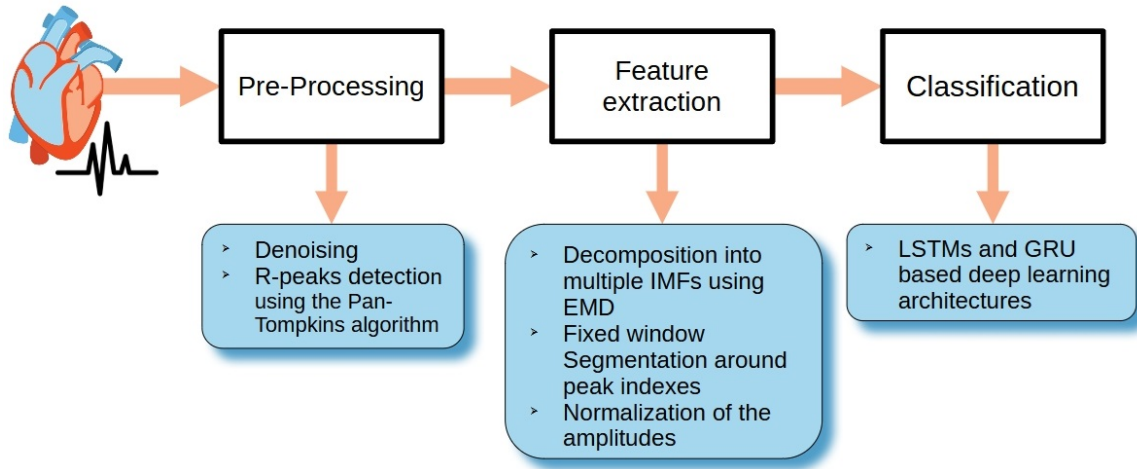 Pre-Processing
Feature
extraction
Classification
➢ Denoising
➢ R-peaks detection
using the Pan-
Tompkins algorithm
➢ Decomposition into
multiple IMFs using
EMD
➢ Fixed window
Segmentation around
peak indexes
➢ Normalization of the
amplitudes
➢ LSTMs and GRU
based deep learning
architectures